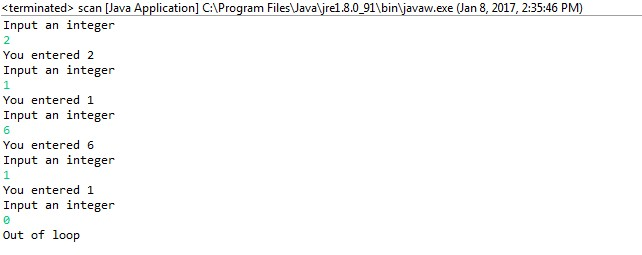 <terminated> scan [Java Application] C:\Program Files\Java\jre1.8.0_91\bin\javaw.exe (Jan 8, 2017, 2:35:46 PM)
Input an integer
2
You entered 2
Input an integer
1
You entered 1
Input an integer
6
You entered 6
Input an integer
1
You entered 1
Input an integer
0
Out of loop